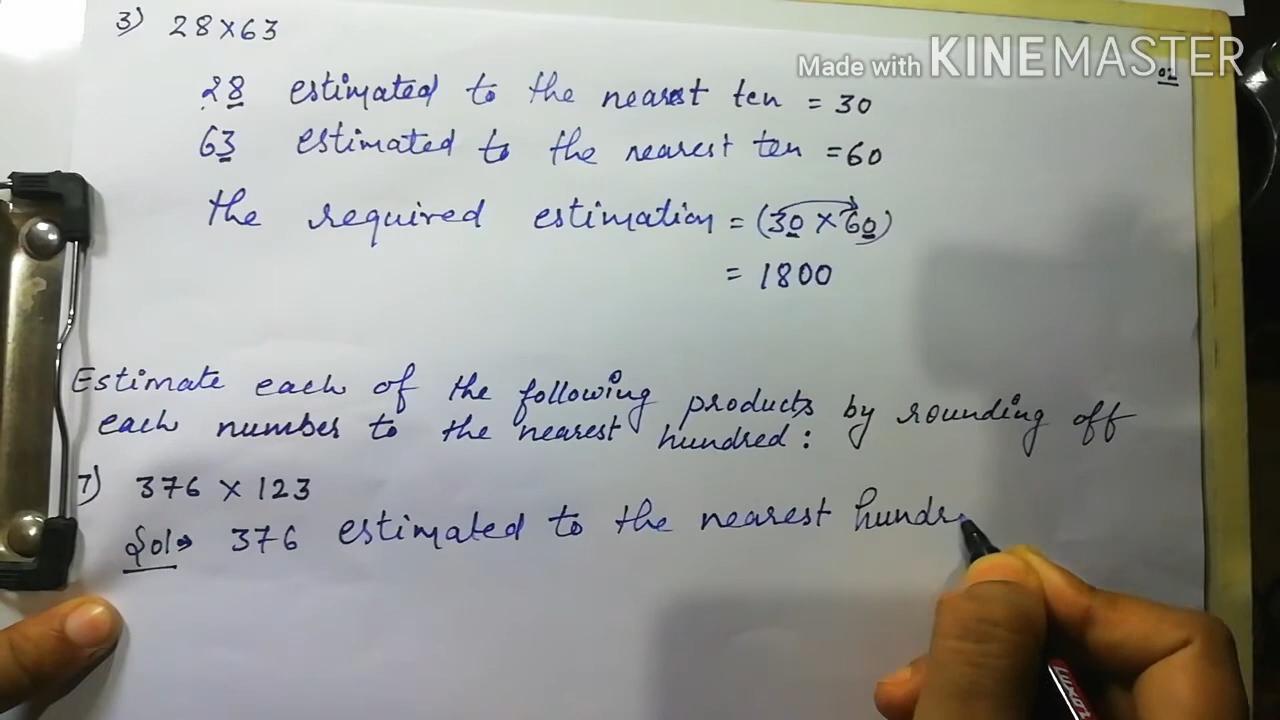 3) 28×63
Made with KINEMASTER
28 estimated to the nearest ten = 30
63 estimated to the nearest ten = 60
the required estimation = (30 × 60)
= 1800
Estimate each of the following products by rounding off
each number to the nearest hundred:
7) 376 × 123
Sol→ 376 estimated to the nearest hundr